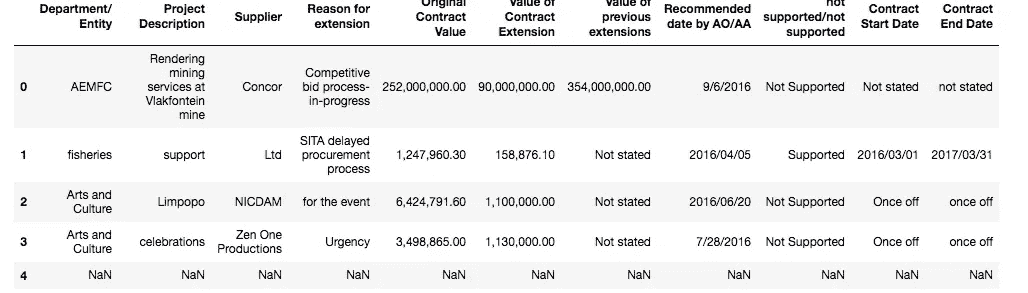 Department/ Entity Project Description Supplier Reason for extension Original Contract Value Value of Contract Extension Value of previous extensions Recommended date by AO/AA not supported/not supported Contract Start Date Contract End Date
0 AEMFC Rendering mining services at Vlakfontein mine Concor Competitive bid process- in-progress 252,000,000.00 90,000,000.00 354,000,000.00 9/6/2016 Not Supported Not stated not stated
1 fisheries support Ltd SITA delayed procurement process 1,247,960.30 158,876.10 Not stated 2016/04/05 Supported 2016/03/01 2017/03/31
2 Arts and Culture Limpopo NICDAM for the event 6,424,791.60 1,100,000.00 Not stated 2016/06/20 Not Supported Once off once off
3 Arts and Culture celebrations Zen One Productions Urgency 3,498,865.00 1,130,000.00 Not stated 7/28/2016 Not Supported Once off once off
4 NaN NaN NaN NaN NaN NaN NaN NaN NaN NaN NaN